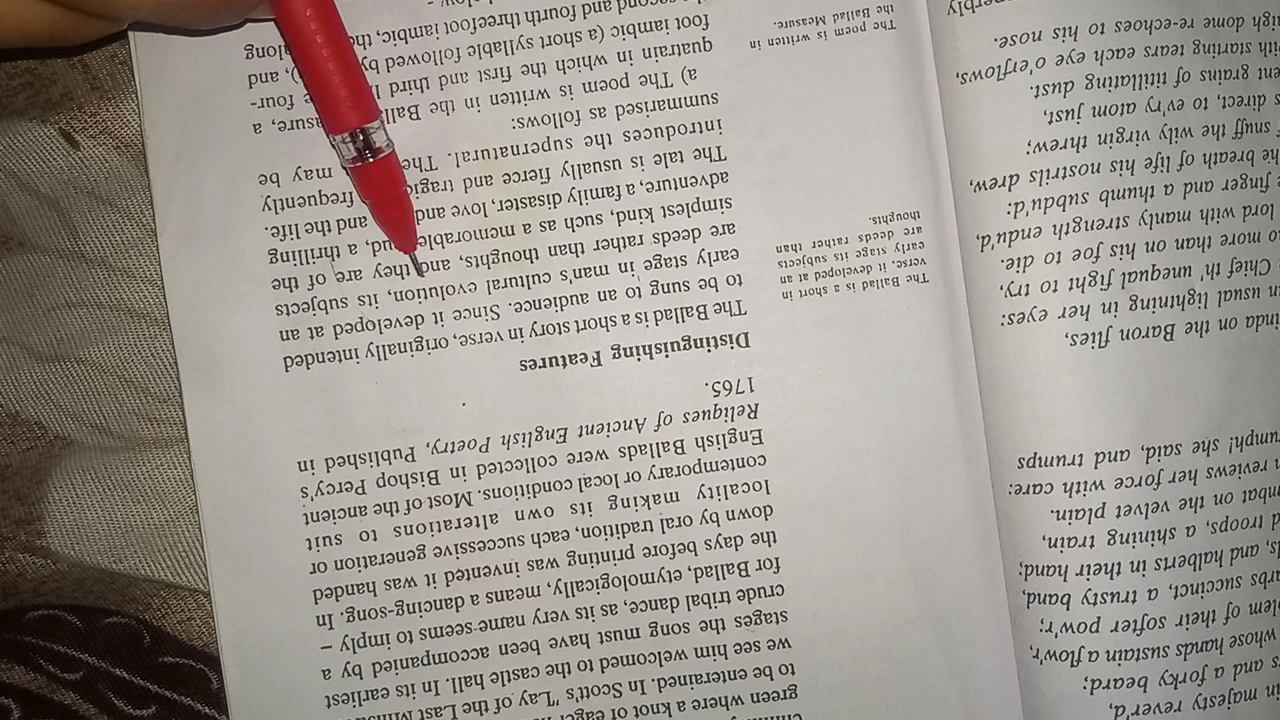 majesty rever'd,
and a forky beard;
whose hands sustain a flow'r,
of their softer pow'r;
succinct, a trusty band,
and halberts in their hand;
troops, a shining train,
on the velvet plain.
reviews her force with care:
she said, and trumps
on the Baron flies,
usual lightning in her eyes:
Chief th' unequal fight to try,
more than on his foe to die.
lord with manly strength endu'd,
finger and a thumb subdu'd:
breath of life his nostrils drew,
snuff the wily virgin threw;
direct, to ev'ry atom just,
grains of titillating dust.
starting tears each eye o'erflows,
dome re-echoes to his nose.
green where a knot of
to be entertained. In Scott's "Lay of the Last
we see him welcomed to the castle hall. In its earliest
stages the song must have been accompanied by a
crude tribal dance, as its very name seems to imply –
for Ballad, etymologically, means a dancing-song. In
the days before printing was invented it was handed
down by oral tradition, each successive generation or
locality making its own alterations to suit
contemporary or local conditions. Most of the ancient
English Ballads were collected in Bishop Percy's
Reliques of Ancient English Poetry, Published in
1765.
Distinguishing Features
The Ballad is a short story in verse, originally intended
to be sung to an audience. Since it developed at an
early stage in man's cultural evolution, its subjects
are deeds rather than thoughts, and they are of the
simplest kind, such as a memorable feud, a thrilling
adventure, a family disaster, love and and the life.
The tale is usually fierce and frequently
introduces the supernatural. may be
summarised as follows:
a) The poem is written in the a
quatrain in which the first and third four-
foot iambic (a short syllable followed by and
second and fourth threefoot iambic,
The Ballad is a short in
verse. it developed at an
early, stage its subjects
are deeds rather than
thoughts.
The poem is written in
the Ballad Measure.